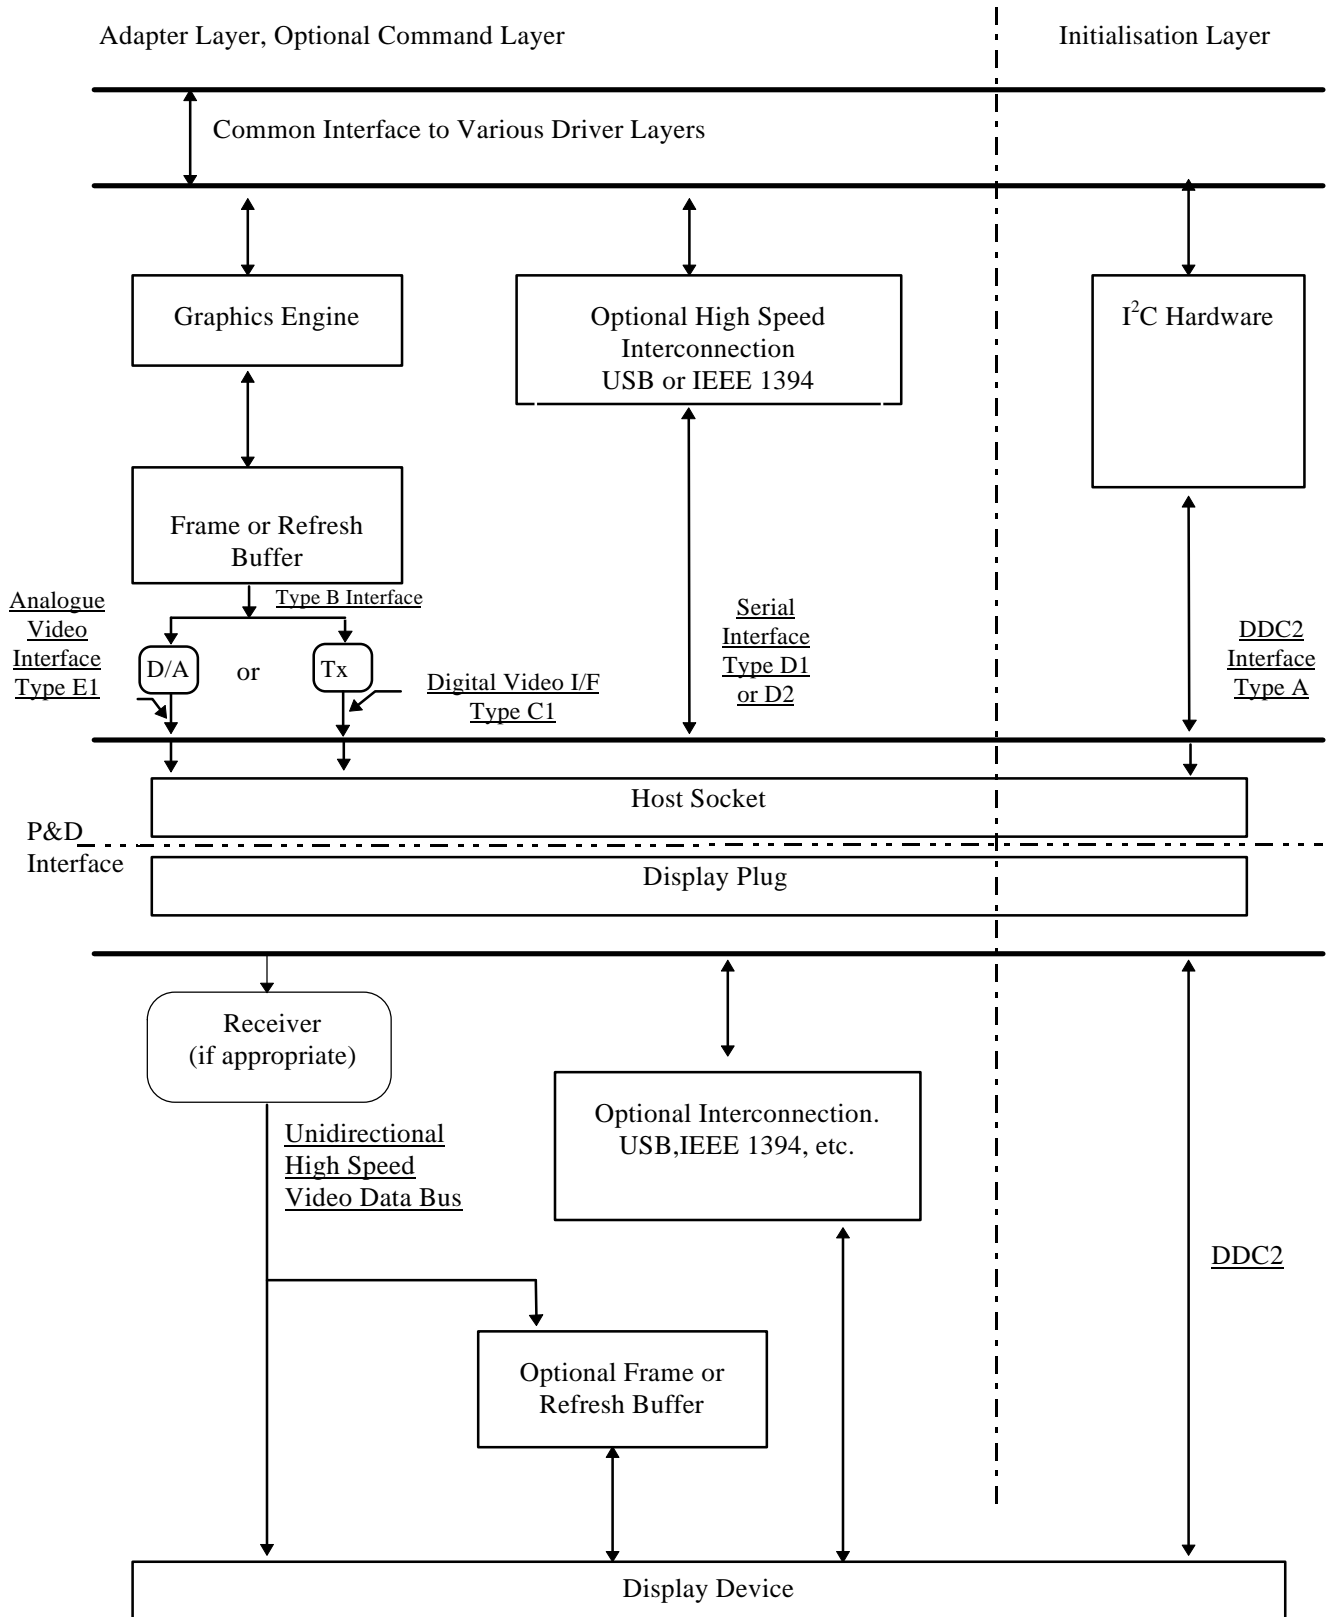 Adapter Layer, Optional Command Layer
Initialisation Layer
Common Interface to Various Driver Layers
Graphics Engine
Optional High Speed
Interconnection
USB or IEEE 1394
I²C Hardware
Frame or Refresh
Buffer
Analogue
Video
Interface
Type E1
Type B Interface
D/A
or
Tx
Digital Video I/F
Type C1
Serial
Interface
Type D1
or D2
DDC2
Interface
Type A
Host Socket
P&D
Interface
Display Plug
Receiver
(if appropriate)
Unidirectional
High Speed
Video Data Bus
Optional Interconnection.
USB,IEEE 1394, etc.
DDC2
Optional Frame or
Refresh Buffer
Display Device